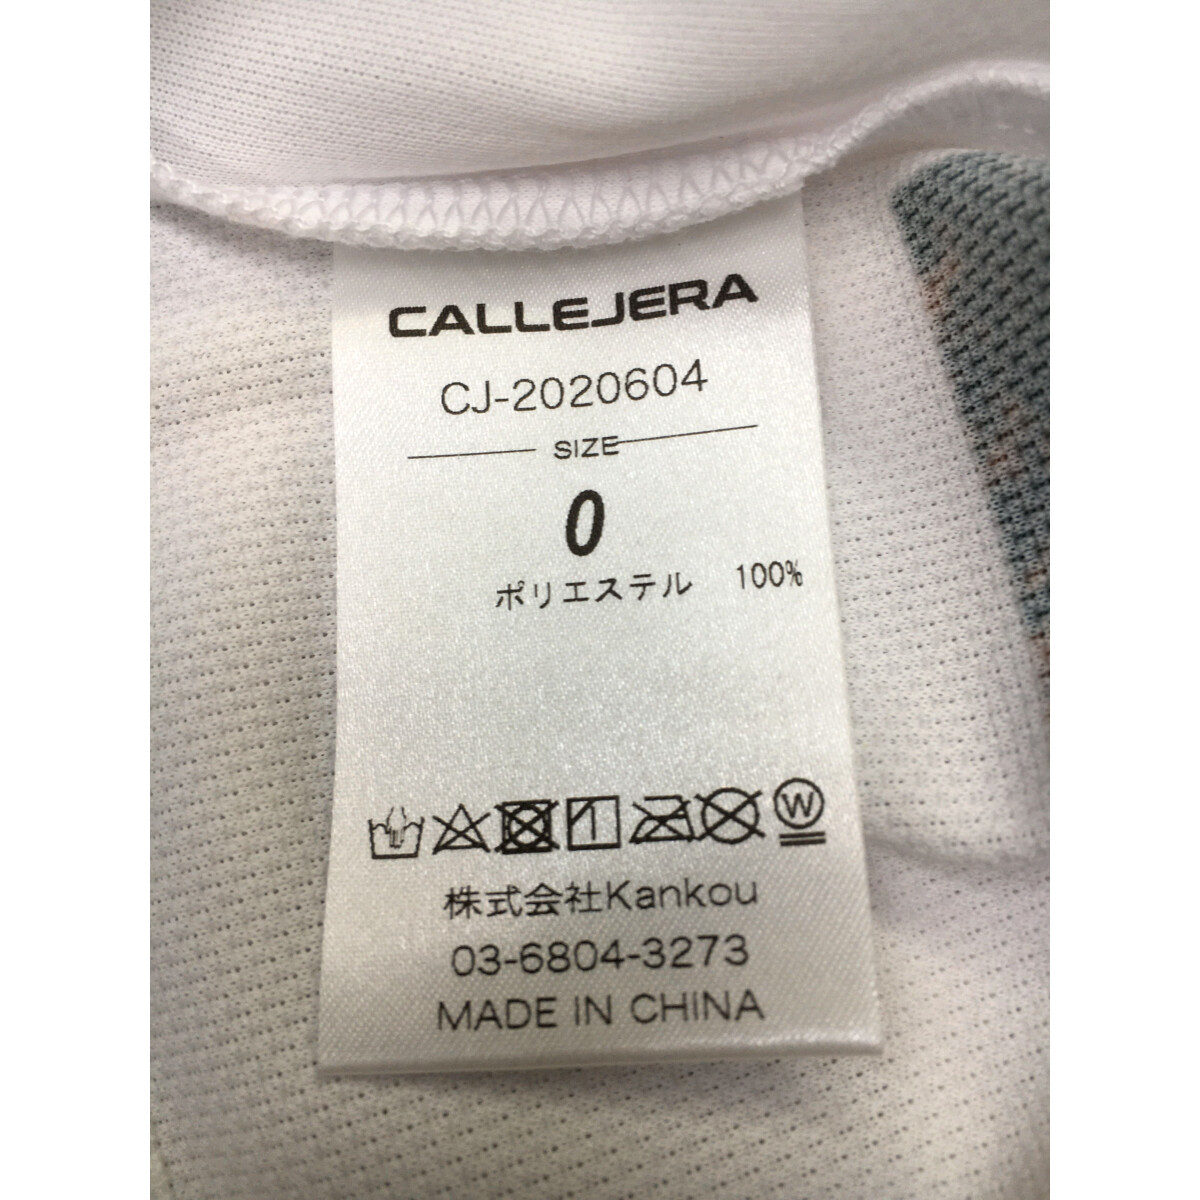 CALLEJERA
CJ-2020604
SIZE
0
ポリエステル 100%
W
株式会社Kankou
03-6804-3273
MADE IN CHINA